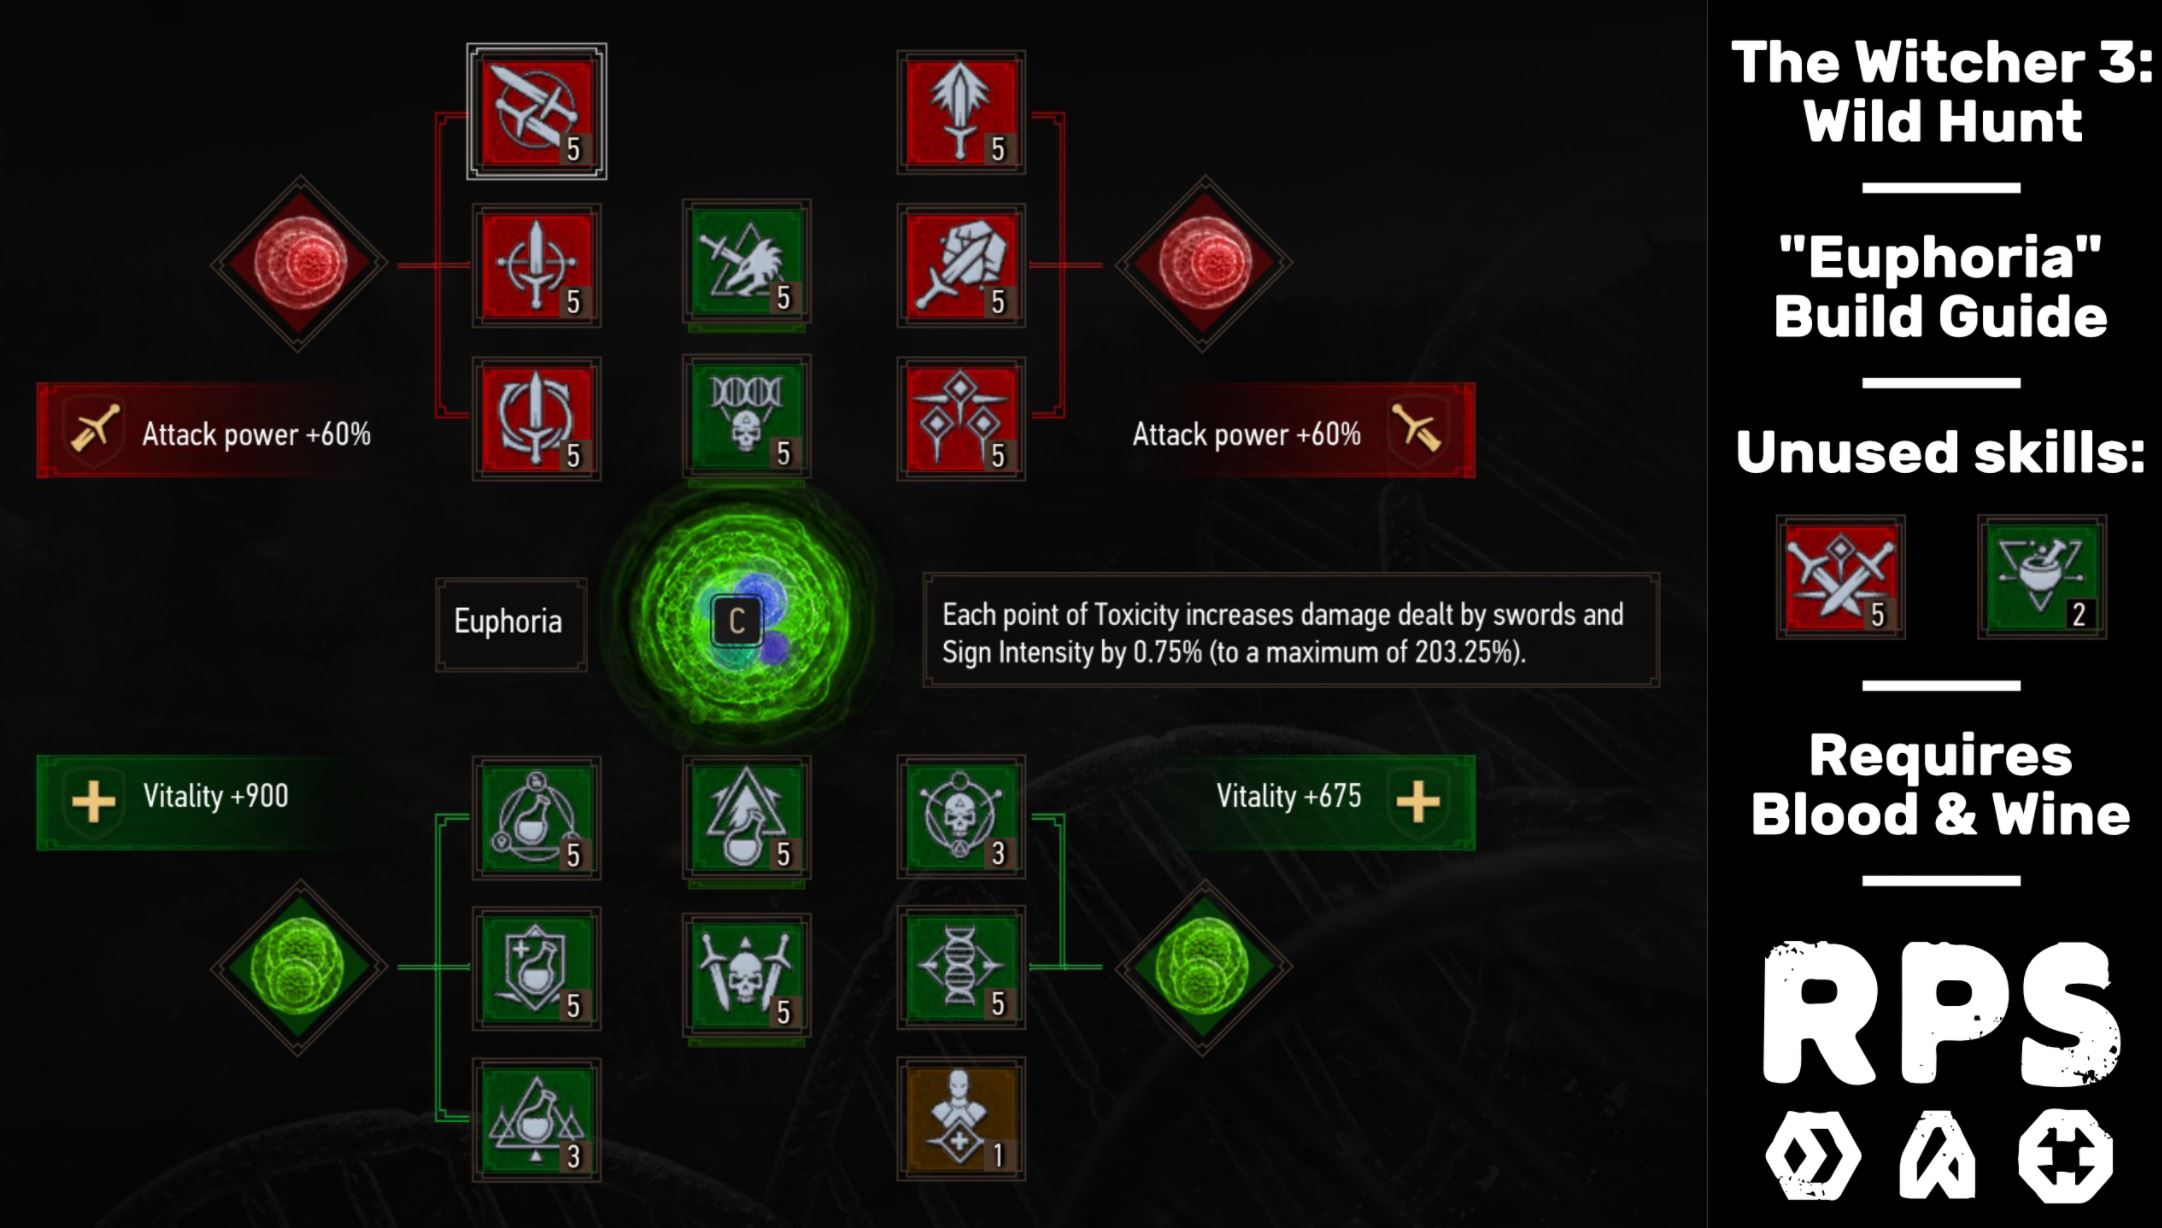 5
5
The Witcher 3:
Wild Hunt
5
5
5
"Euphoria"
Build Guide
Attack power +60%
5
5
5
Attack power +60%
Unused skills:
5
2
Euphoria
C
Each point of Toxicity increases damage dealt by swords and
Sign Intensity by 0.75% (to a maximum of 203.25%).
Requires
Blood & Wine
Vitality +900
5
5
3
Vitality +675
5
5
5
3
1
RPS